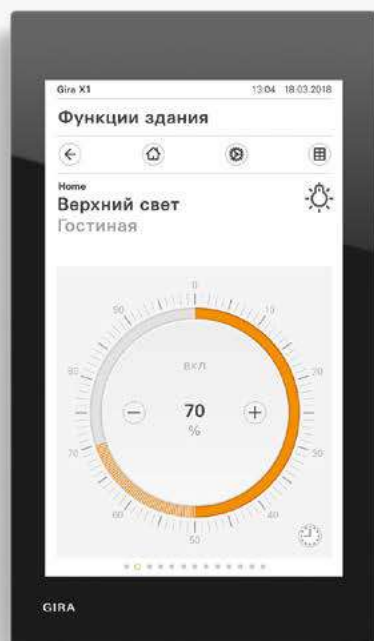 Gira X1 13:04 18.03.2018
Функции здания
Home
Верхний свет
Гостиная
0
90 10
80 20
вкл
70
%
70 30
60 40
50
GIRA